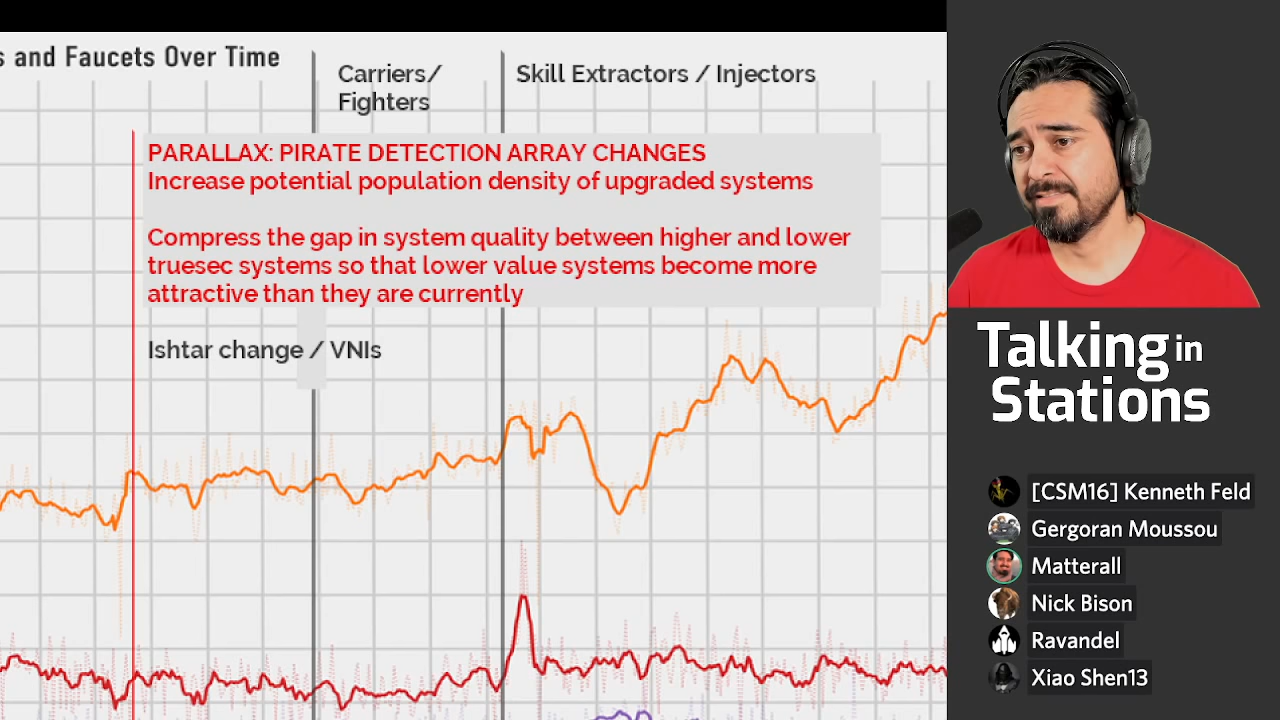 s and Faucets Over Time
Carriers/
Fighters
Skill Extractors / Injectors
PARALLAX: PIRATE DETECTION ARRAY CHANGES
Increase potential population density of upgraded systems
Compress the gap in system quality between higher and lower
truesec systems so that lower value systems become more
attractive than they are currently
Ishtar change / VNIs
Talking in
Stations
[CSM16] Kenneth Feld
Gergoran Moussou
Matterall
Nick Bison
Ravandel
Xiao Shen13